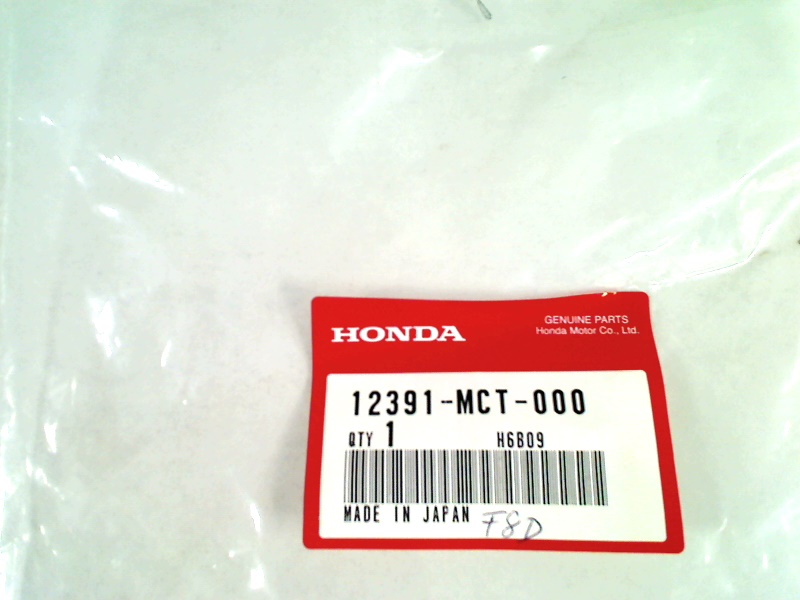 HONDA
GENUINE PARTS
Honda Motor Co., Ltd.
12391-MCT-000
QTY 1 H6B09
MADE IN JAPAN
F8D